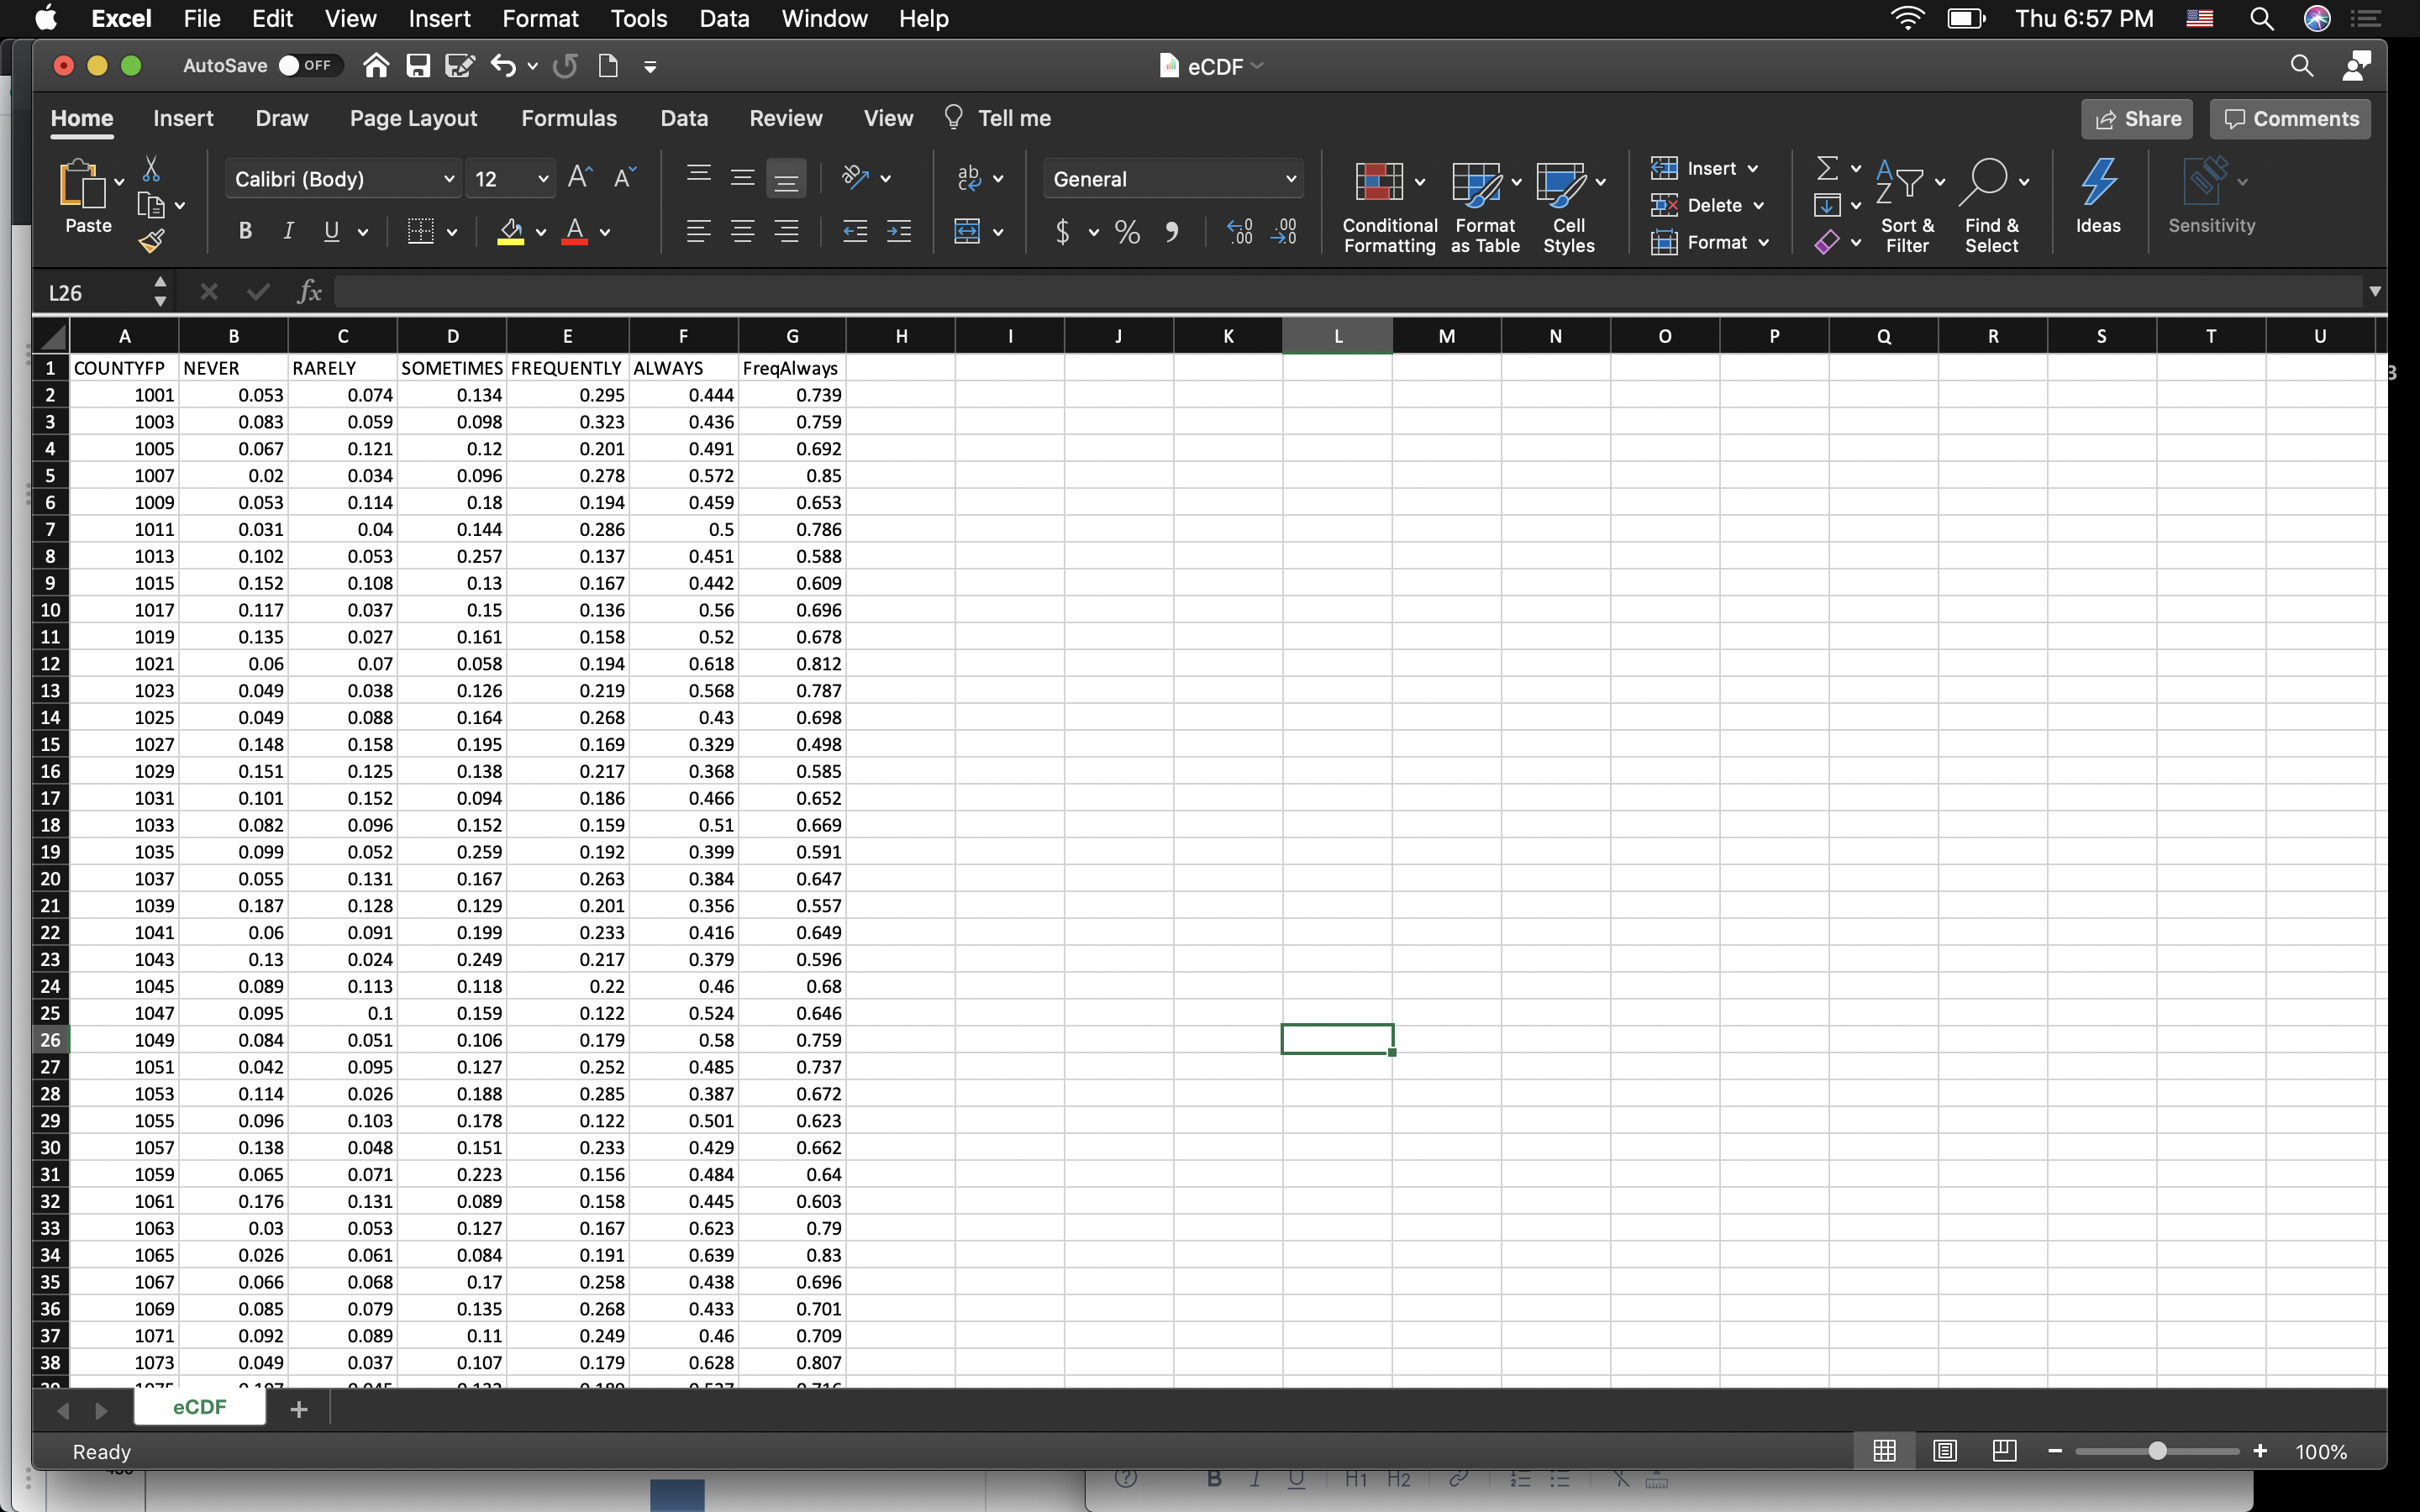 Excel File Edit View Insert Format Tools Data Window Help Thu 6:57 PM
AutoSave OFF eCDF
Home Insert Draw Page Layout Formulas Data Review View Tell me Share Comments
Paste Calibri (Body) 12 A A ab c General Insert Delete Format
B I U A $ % , .00 .0 Conditional Formatting Format as Table Cell Styles Sort & Filter Find & Select Ideas Sensitivity
L26 fx
A B C D E F G H I J K L M N O P Q R S T U
1 COUNTYFP NEVER RARELY SOMETIMES FREQUENTLY ALWAYS FreqAlways
2 1001 0.053 0.074 0.134 0.295 0.444 0.739
3 1003 0.083 0.059 0.098 0.323 0.436 0.759
4 1005 0.067 0.121 0.12 0.201 0.491 0.692
5 1007 0.02 0.034 0.096 0.278 0.572 0.85
6 1009 0.053 0.114 0.18 0.194 0.459 0.653
7 1011 0.031 0.04 0.144 0.286 0.5 0.786
8 1013 0.102 0.053 0.257 0.137 0.451 0.588
9 1015 0.152 0.108 0.13 0.167 0.442 0.609
10 1017 0.117 0.037 0.15 0.136 0.56 0.696
11 1019 0.135 0.027 0.161 0.158 0.52 0.678
12 1021 0.06 0.07 0.058 0.194 0.618 0.812
13 1023 0.049 0.038 0.126 0.219 0.568 0.787
14 1025 0.049 0.088 0.164 0.268 0.43 0.698
15 1027 0.148 0.158 0.195 0.169 0.329 0.498
16 1029 0.151 0.125 0.138 0.217 0.368 0.585
17 1031 0.101 0.152 0.094 0.186 0.466 0.652
18 1033 0.082 0.096 0.152 0.159 0.51 0.669
19 1035 0.099 0.052 0.259 0.192 0.399 0.591
20 1037 0.055 0.131 0.167 0.263 0.384 0.647
21 1039 0.187 0.128 0.129 0.201 0.356 0.557
22 1041 0.06 0.091 0.199 0.233 0.416 0.649
23 1043 0.13 0.024 0.249 0.217 0.379 0.596
24 1045 0.089 0.113 0.118 0.22 0.46 0.68
25 1047 0.095 0.1 0.159 0.122 0.524 0.646
26 1049 0.084 0.051 0.106 0.179 0.58 0.759
27 1051 0.042 0.095 0.127 0.252 0.485 0.737
28 1053 0.114 0.026 0.188 0.285 0.387 0.672
29 1055 0.096 0.103 0.178 0.122 0.501 0.623
30 1057 0.138 0.048 0.151 0.233 0.429 0.662
31 1059 0.065 0.071 0.223 0.156 0.484 0.64
32 1061 0.176 0.131 0.089 0.158 0.445 0.603
33 1063 0.03 0.053 0.127 0.167 0.623 0.79
34 1065 0.026 0.061 0.084 0.191 0.639 0.83
35 1067 0.066 0.068 0.17 0.258 0.438 0.696
36 1069 0.085 0.079 0.135 0.268 0.433 0.701
37 1071 0.092 0.089 0.11 0.249 0.46 0.709
38 1073 0.049 0.037 0.107 0.179 0.628 0.807
eCDF
Ready 100%
B I U H1 H2